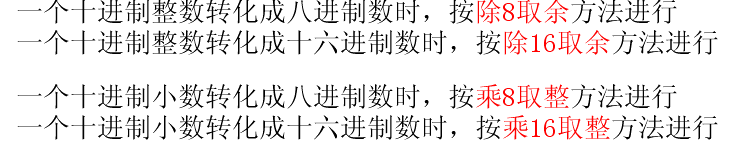 一个十进制整数转化成八进制数时，按除8取余方法进行
一个十进制整数转化成十六进制数时，按除16取余方法进行
一个十进制小数转化成八进制数时，按乘8取整方法进行
一个十进制小数转化成十六进制数时，按乘16取整方法进行